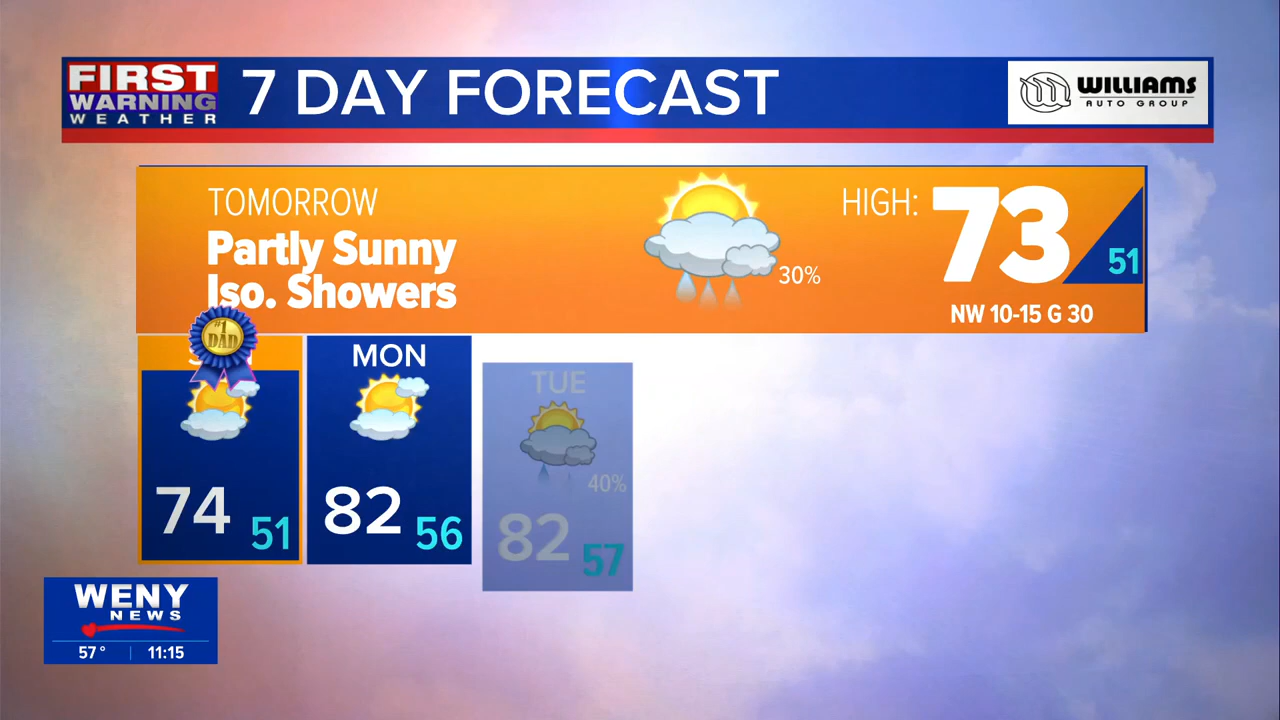 FIRST
WARNING
WEATHER
7 DAY FORECAST
WILLIAMS
AUTO GROUP
TOMORROW
Partly Sunny
Iso. Showers
30%
HIGH: 73
51
NW 10-15 G 30
#1
DAD
MON
TUE
40%
74 51
82 56
82 57
WENY
NEWS
57° | 11:15